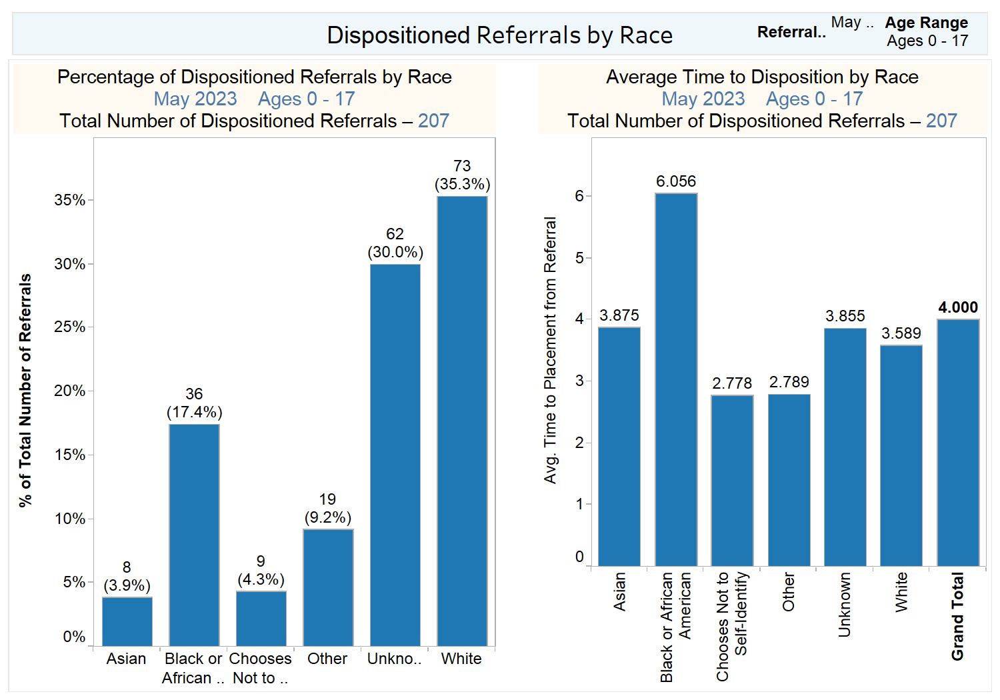 Dispositioned Referrals by Race
Referral..
May ..
Age Range
Ages 0 - 17
Percentage of Dispositioned Referrals by Race
May 2023 Ages 0 - 17
Total Number of Dispositioned Referrals – 207
% of Total Number of Referrals
35%
30%
25%
20%
15%
10%
5%
0%
8
(3.9%)
36
(17.4%)
9
(4.3%)
19
(9.2%)
62
(30.0%)
73
(35.3%)
Asian
Black or
African ..
Chooses
Not to ..
Other
Unkno..
White
Average Time to Disposition by Race
May 2023 Ages 0 - 17
Total Number of Dispositioned Referrals – 207
Avg. Time to Placement from Referral
6
5
4
3
2
1
0
3.875
6.056
2.778
2.789
3.855
3.589
4.000
Asian
Black or African
American
Chooses Not to
Self-Identify
Other
Unknown
White
Grand Total